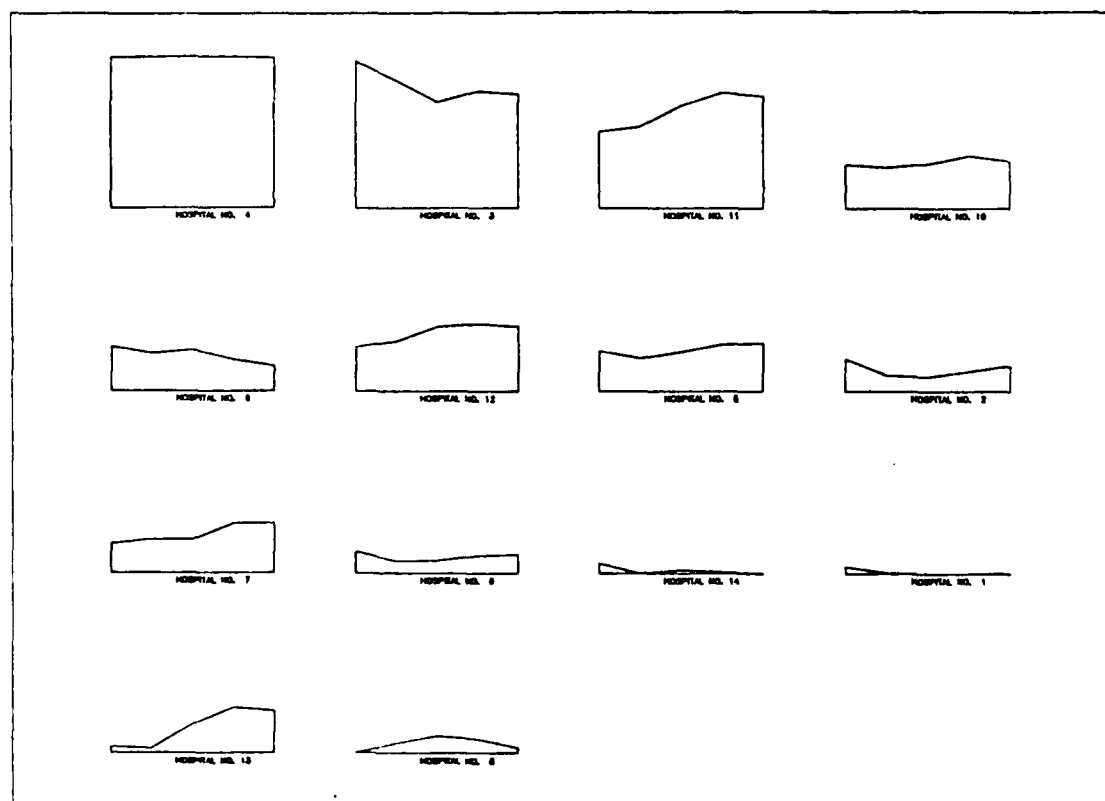 HOSPITAL NO. 4
HOSPITAL NO. 3
HOSPITAL NO. 11
HOSPITAL NO. 10
HOSPITAL NO.
HOSPITAL NO. 12
HOSPITAL NO.
HOSPITAL NO. 2
HOSPITAL NO. 7
HOSPITAL NO.
HOSPITAL NO. 14
HOSPITAL NO. 1
HOSPITAL NO. 13
HOSPITAL NO.